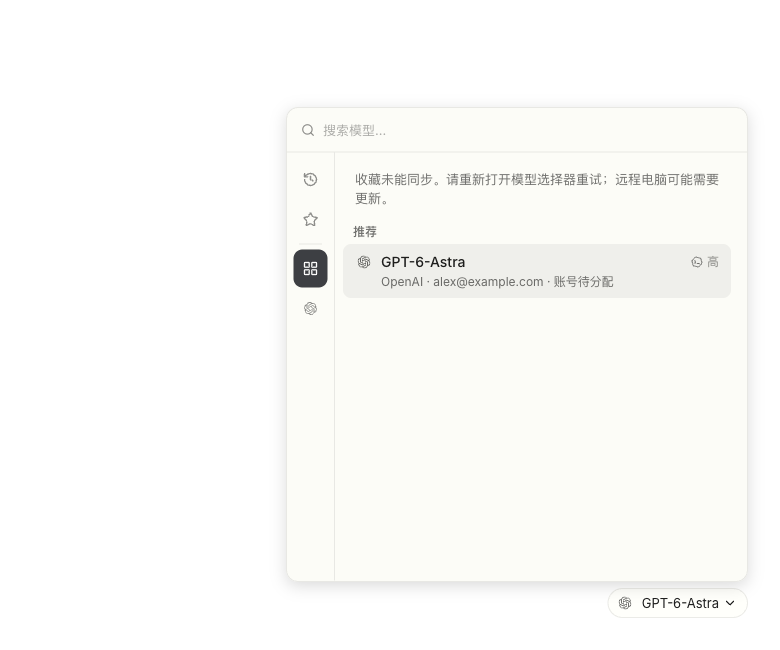 搜索模型...
收藏未能同步。请重新打开模型选择器重试；远程电脑可能需要
更新。
推荐
GPT-6-Astra
高
OpenAI · alex@example.com · 账号待分配
GPT-6-Astra